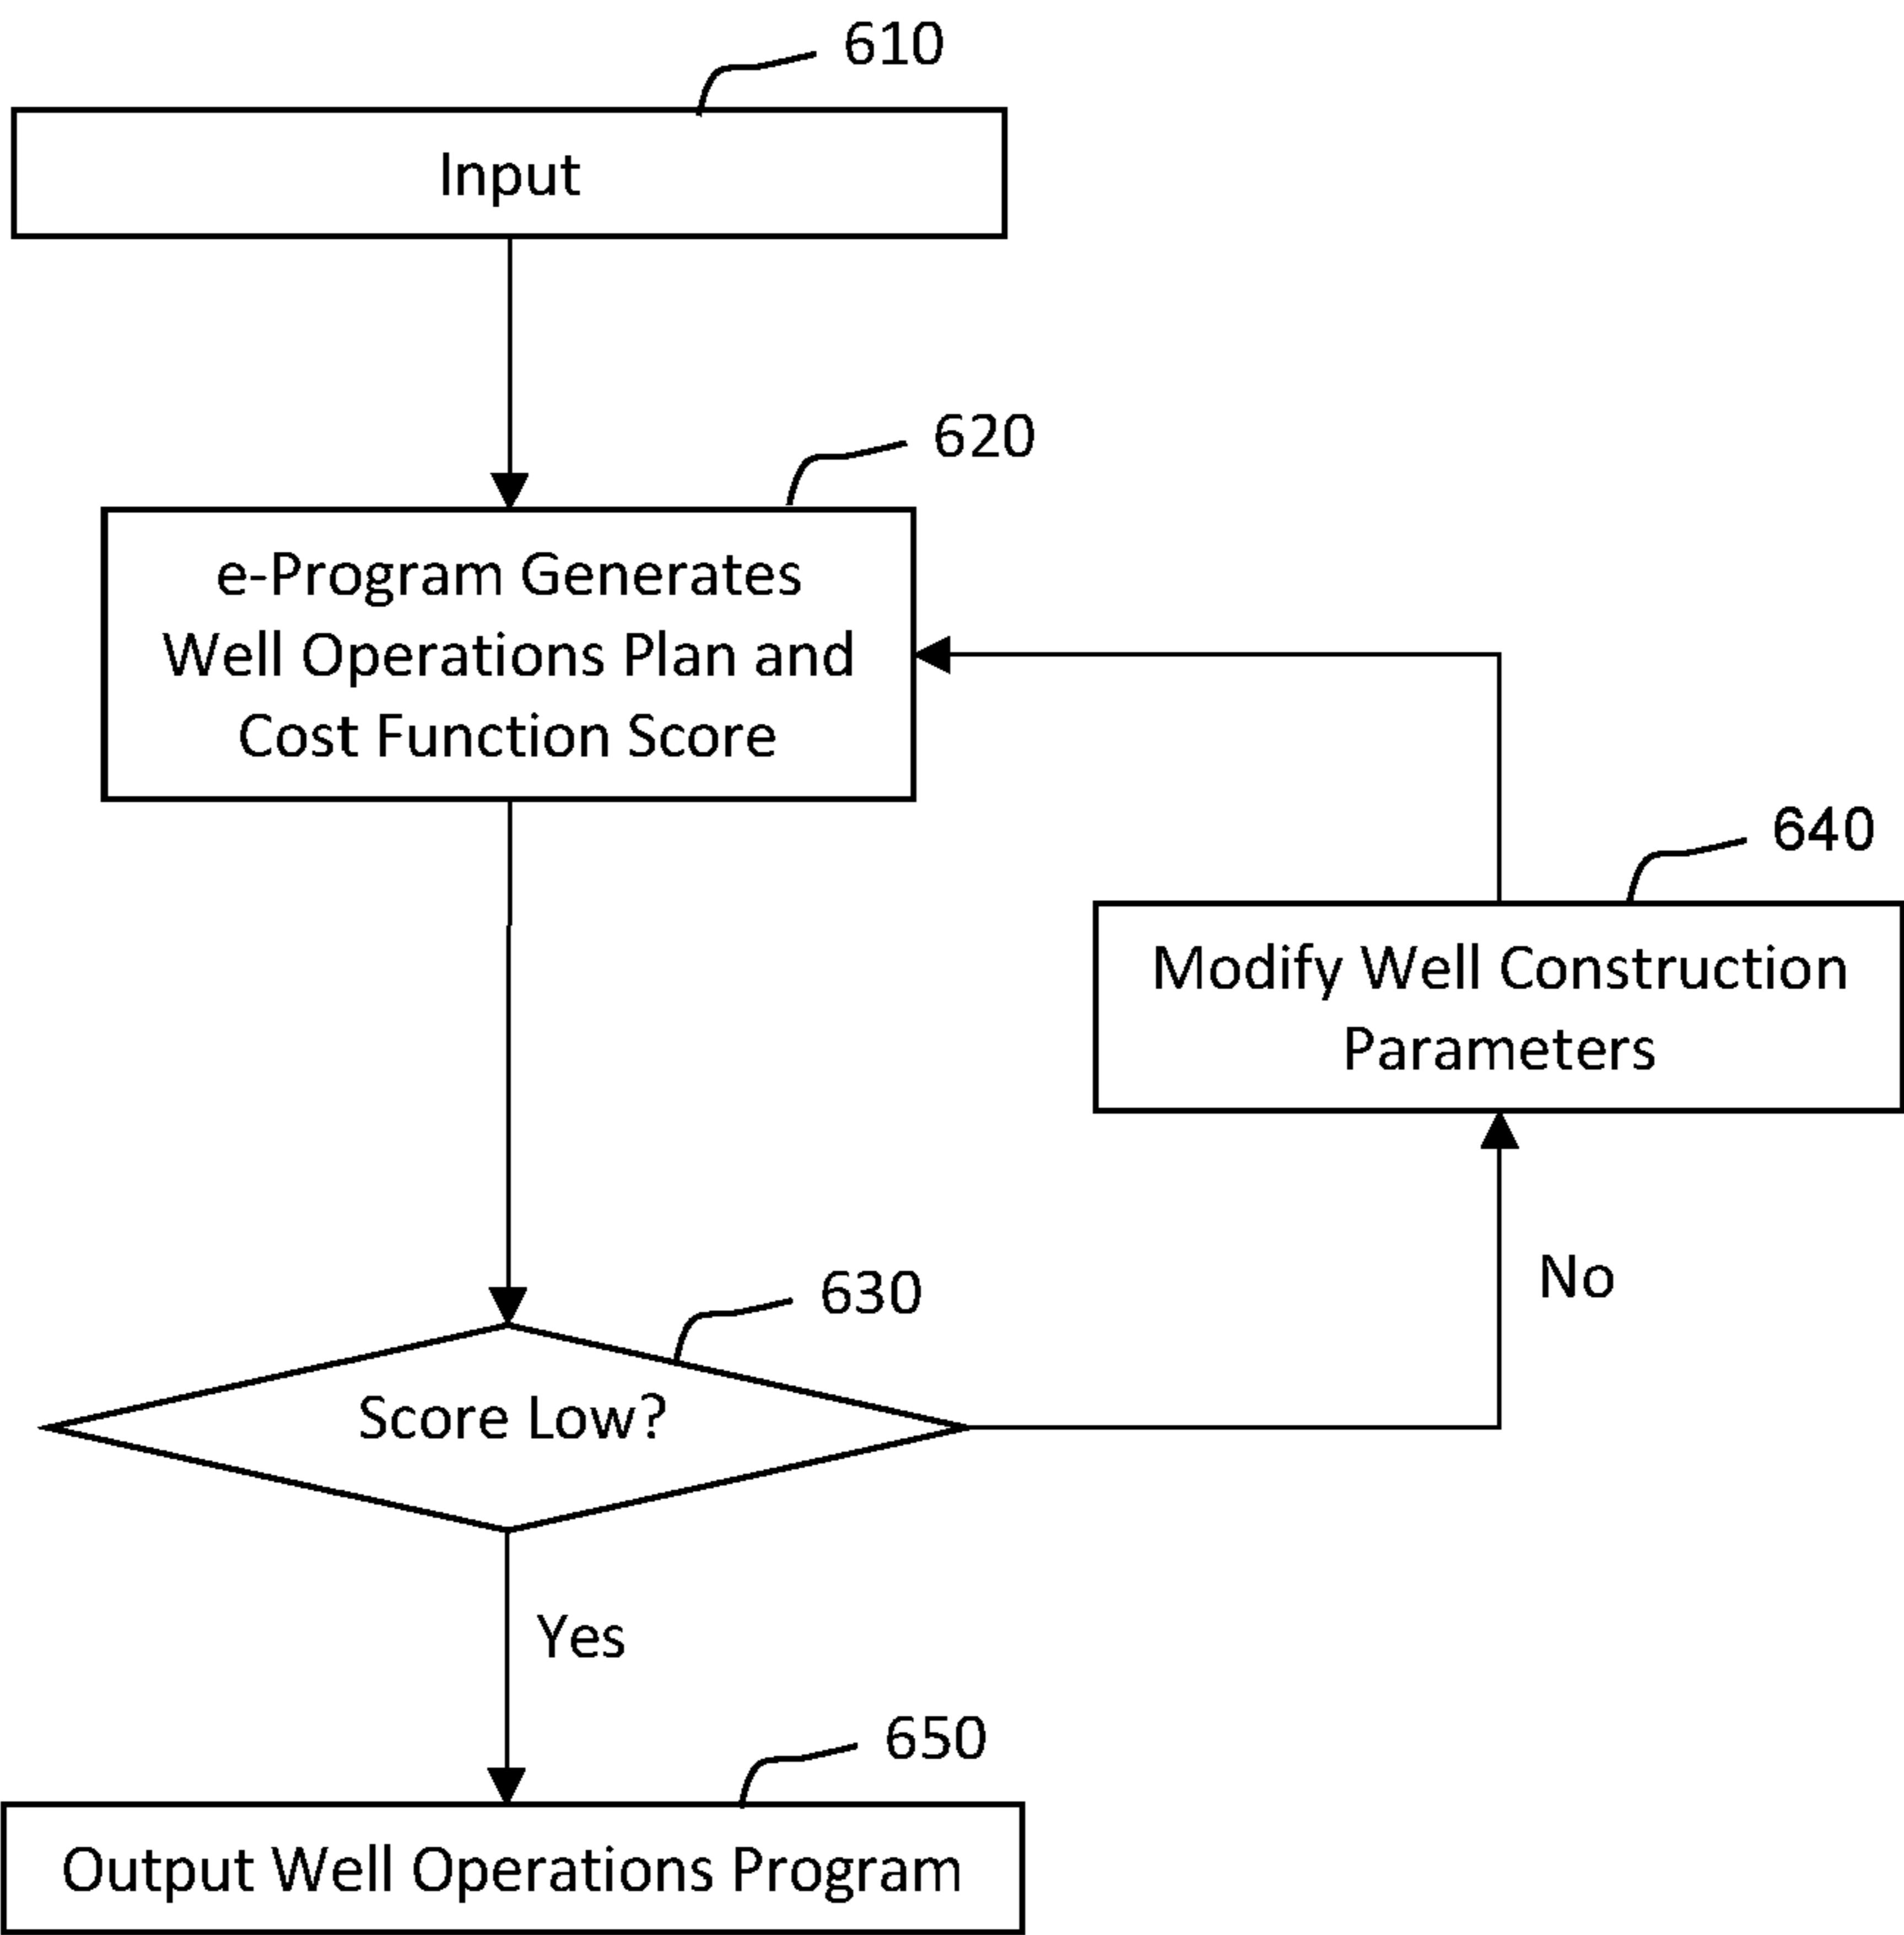 610
Input
620
e-Program Generates
Well Operations Plan and
Cost Function Score
640
Modify Well Construction
Parameters
No
630
Score Low?
Yes
650
Output Well Operations Program